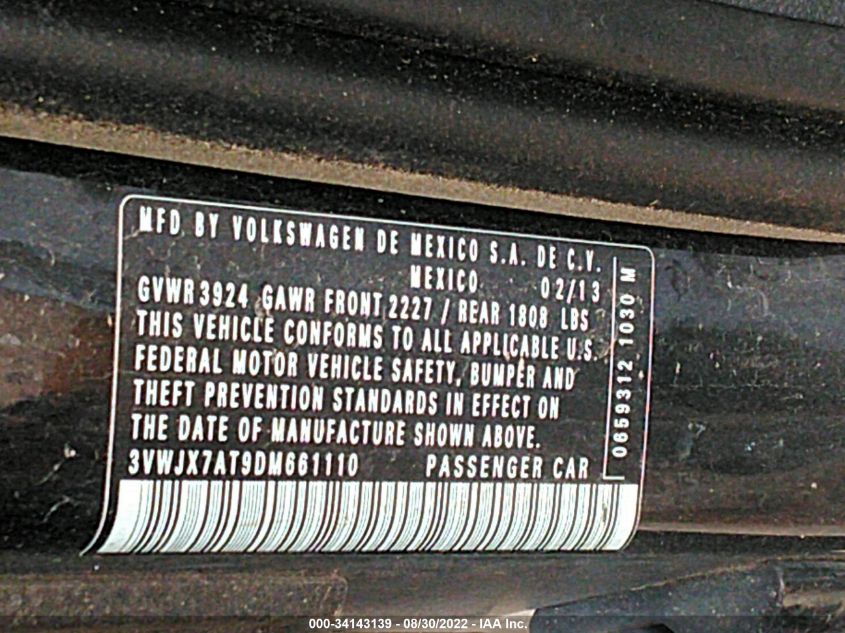 MFD BY VOLKSWAGEN DE MEXICO S.A. DE C.V.
MEXICO 02/13
GVWR 3924 GAWR FRONT 2227 / REAR 1808 LBS
THIS VEHICLE CONFORMS TO ALL APPLICABLE U.S.
FEDERAL MOTOR VEHICLE SAFETY, BUMPER AND
THEFT PREVENTION STANDARDS IN EFFECT ON
THE DATE OF MANUFACTURE SHOWN ABOVE.
3VWJX7AT9DM661110 PASSENGER CAR
0659312 1030 M
000-34143139 - 08/30/2022 - IAA Inc.